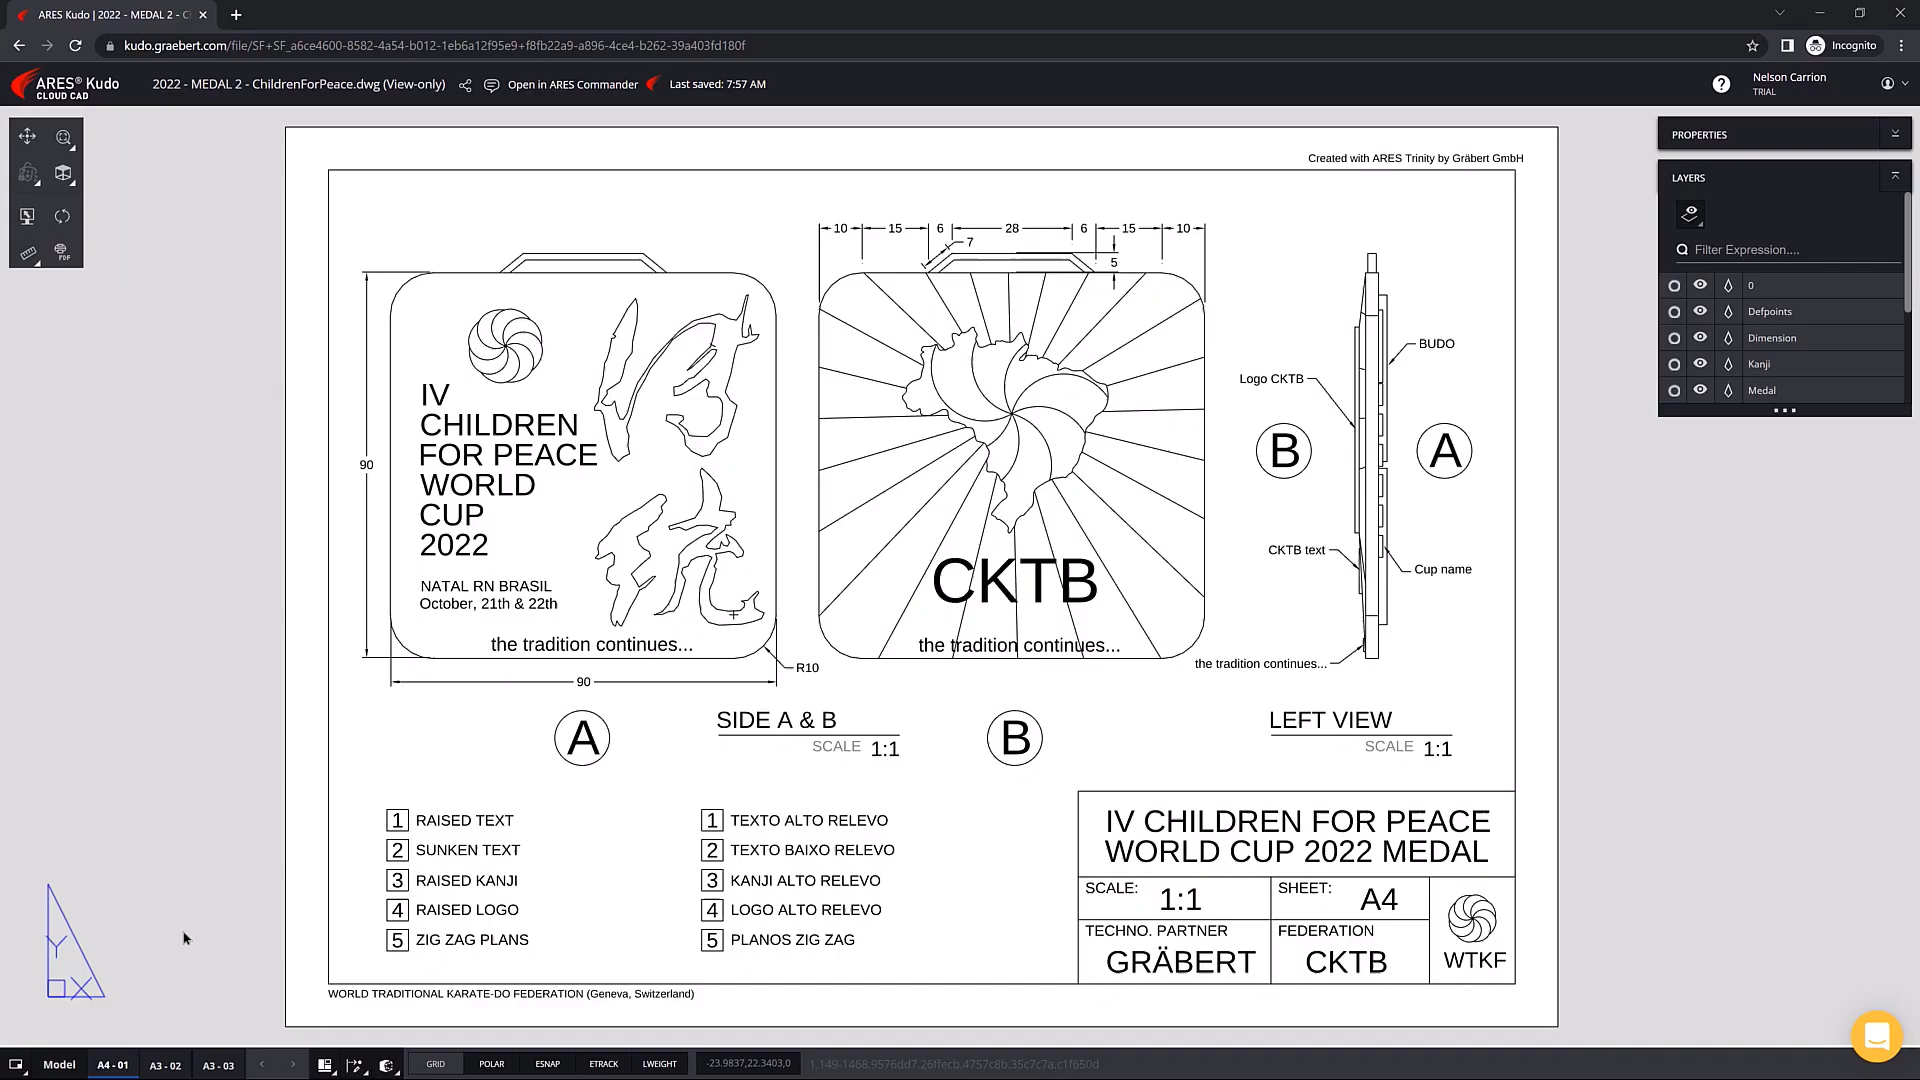 ARES Kudo | 2022 - MEDAL 2 - C
kudo.graebert.com/file/SF+SF_a6ce4600-8582-4a54-b012-1eb6a12f95e9+f8fb22a9-a896-4ce4-b262-39a403fd180f
Incognito
ARES® Kudo
CLOUD CAD
2022 - MEDAL 2 - ChildrenForPeace.dwg (View-only)
Open in ARES Commander
Last saved: 7:57 AM
?
Nelson Carrion
TRIAL
PDF
PROPERTIES
LAYERS
Filter Expression....
0
Defpoints
Dimension
Kanji
Medal
Created with ARES Trinity by Gräbert GmbH
10 15 6 28 6 15 10
7
5
90
IV
CHILDREN
FOR PEACE
WORLD
CUP
2022
NATAL RN BRASIL
October, 21th & 22th
the tradition continues...
R10
90
CKTB
the tradition continues...
BUDO
Logo CKTB
B
A
CKTB text
Cup name
the tradition continues...
A
SIDE A & B
SCALE 1:1
B
LEFT VIEW
SCALE 1:1
1 RAISED TEXT
2 SUNKEN TEXT
3 RAISED KANJI
4 RAISED LOGO
5 ZIG ZAG PLANS
1 TEXTO ALTO RELEVO
2 TEXTO BAIXO RELEVO
3 KANJI ALTO RELEVO
4 LOGO ALTO RELEVO
5 PLANOS ZIG ZAG
IV CHILDREN FOR PEACE
WORLD CUP 2022 MEDAL
SCALE: 1:1
SHEET: A4
TECHNO. PARTNER
GRÄBERT
FEDERATION
CKTB
WTKF
WORLD TRADITIONAL KARATE-DO FEDERATION (Geneva, Switzerland)
Y
X
Model
A4 - 01
A3 - 02
A3 - 03
GRID
POLAR
ESNAP
ETRACK
LWEIGHT
-23.9837,22.3403,0
1.149-1468.9576dd7.26ffecb.4757c8b.35c7c7a.c1f650d